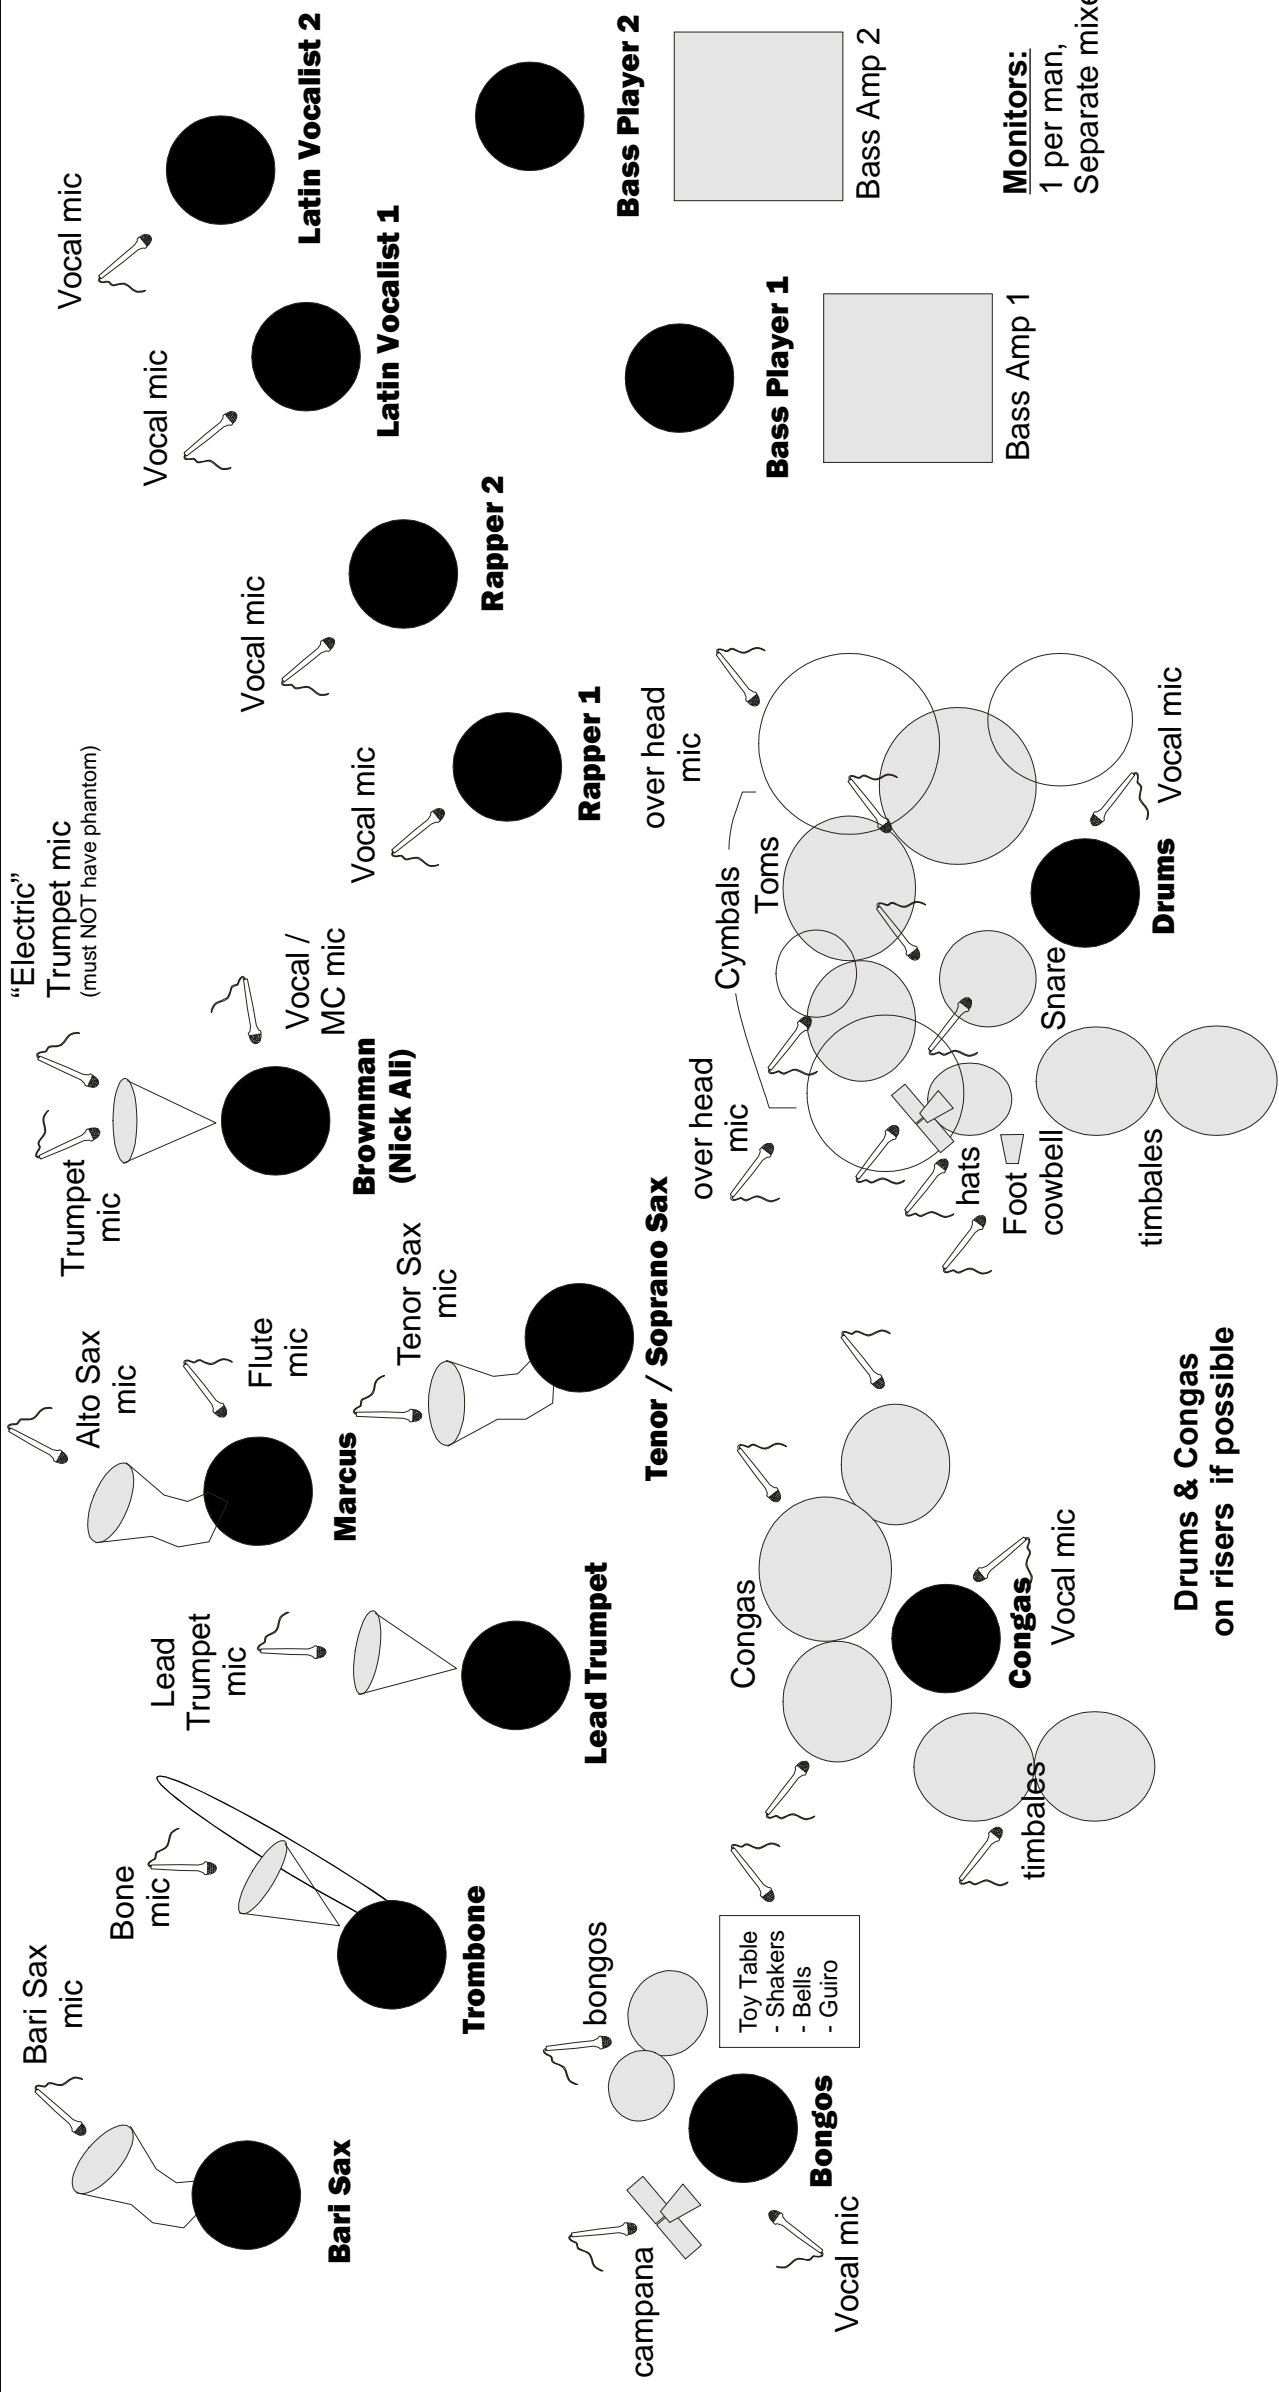 “Electric”
Trumpet mic
(must NOT have phantom)
Trumpet
mic
Vocal /
MC mic
Brownman
(Nick Ali)
Bari Sax
mic
Bari Sax
Bone
mic
Trombone
Lead
Trumpet
mic
Lead Trumpet
Alto Sax
mic
Flute
mic
Marcus
Tenor Sax
mic
Tenor / Soprano Sax
Vocal mic
Rapper 1
Vocal mic
Rapper 2
Vocal mic
Latin Vocalist 1
Vocal mic
Latin Vocalist 2
campana
bongos
Toy Table
- Shakers
- Bells
- Guiro
Bongos
Vocal mic
Congas
timbales
Congas
Vocal mic
over head
mic
Cymbals
Toms
over head
mic
hats
Foot
cowbell
Snare
timbales
Drums
Vocal mic
Bass Player 1
Bass Amp 1
Bass Player 2
Bass Amp 2
Drums & Congas
on risers if possible
Monitors:
1 per man,
Separate